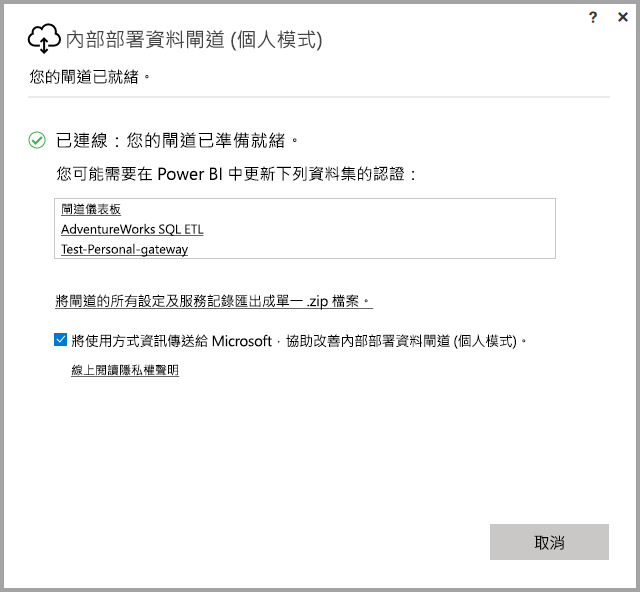 ? ×
內部部署資料閘道 (個人模式)
您的閘道已就緒。
已連線：您的閘道已準備就緒。
您可能需要在 Power BI 中更新下列資料集的認證：
閘道儀表板
AdventureWorks SQL ETL
Test-Personal-gateway
將閘道的所有設定及服務記錄匯出成單一 .zip 檔案。
將使用方式資訊傳送給 Microsoft，協助改善內部部署資料閘道 (個人模式)。
線上閱讀隱私權聲明
取消